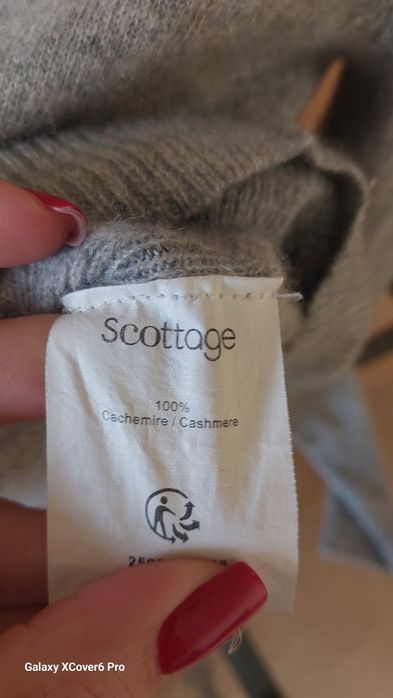 Scottage
100%
Cachemire / Cashmere
Galaxy XCover6 Pro